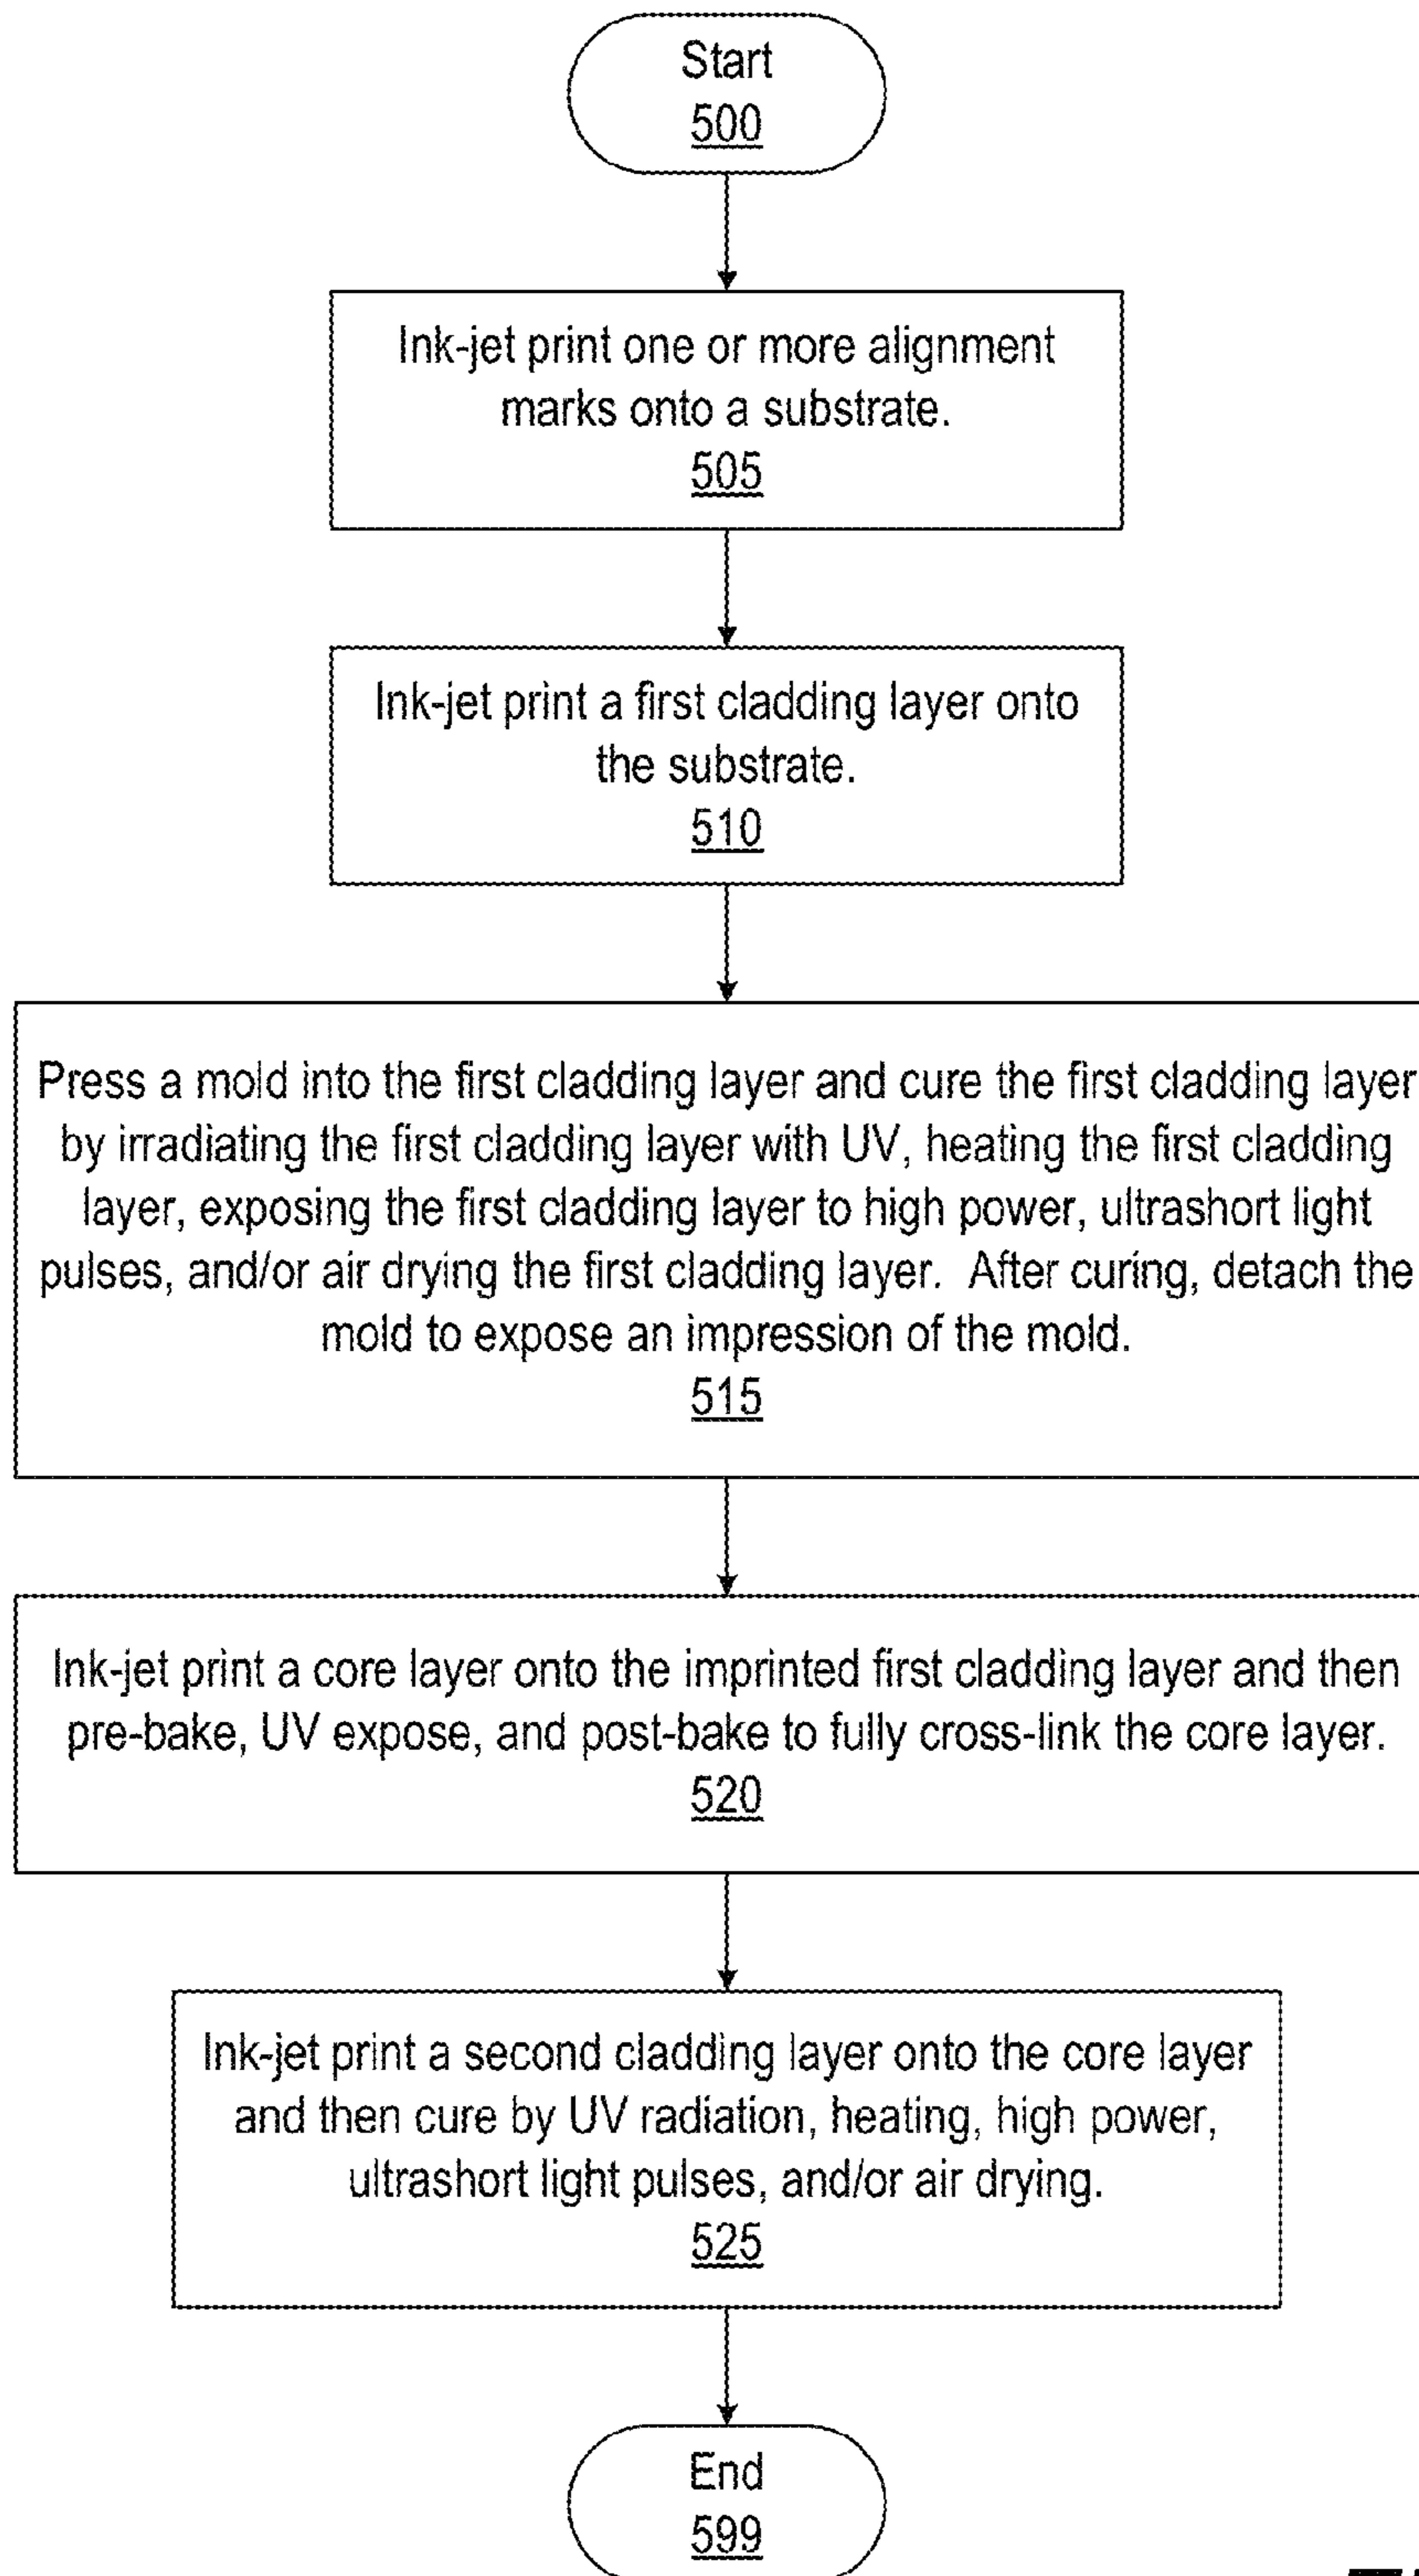 Start
500
Ink-jet print one or more alignment
marks onto a substrate.
505
Ink-jet print a first cladding layer onto
the substrate.
510
Press a mold into the first cladding layer and cure the first cladding layer
by irradiating the first cladding layer with UV, heating the first cladding
layer, exposing the first cladding layer to high power, ultrashort light
pulses, and/or air drying the first cladding layer.  After curing, detach the
mold to expose an impression of the mold.
515
Ink-jet print a core layer onto the imprinted first cladding layer and then
pre-bake, UV expose, and post-bake to fully cross-link the core layer.
520
Ink-jet print a second cladding layer onto the core layer
and then cure by UV radiation, heating, high power,
ultrashort light pulses, and/or air drying.
525
End
599